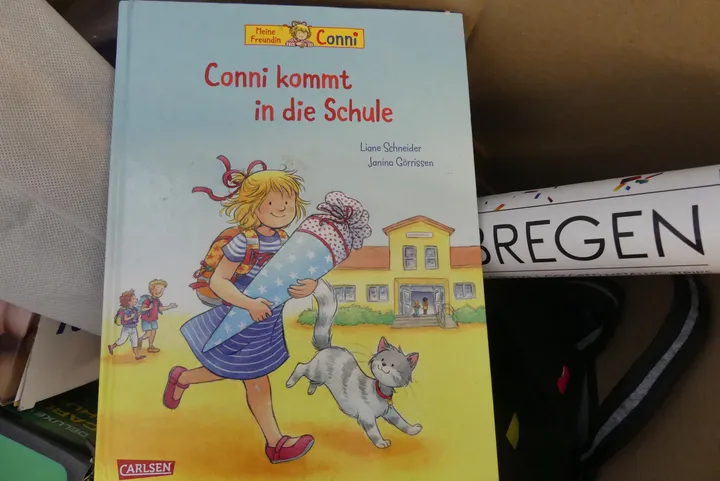 Meine
Freundin
Conni
Conni kommt
in die Schule
Liane Schneider
Janina Görrissen
CARLSEN
BREGEN